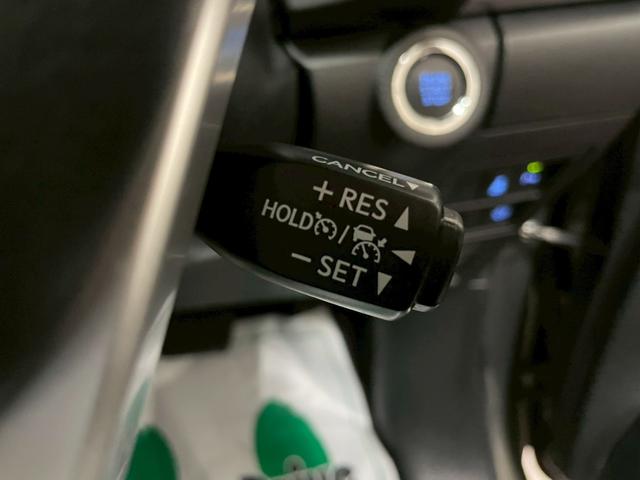 CANCEL▼
+ RES ▲
HOLD / ◀
− SET ▼